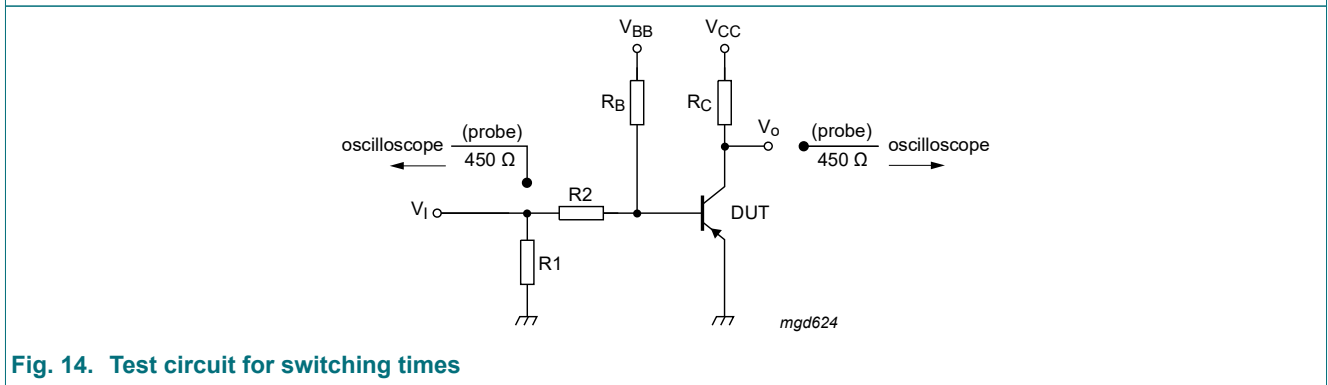 VBB VCC
RB RC
Vo
oscilloscope (probe) 450 Ω
(probe) 450 Ω oscilloscope
R2
VI
DUT
R1
mgd624
Fig. 14. Test circuit for switching times